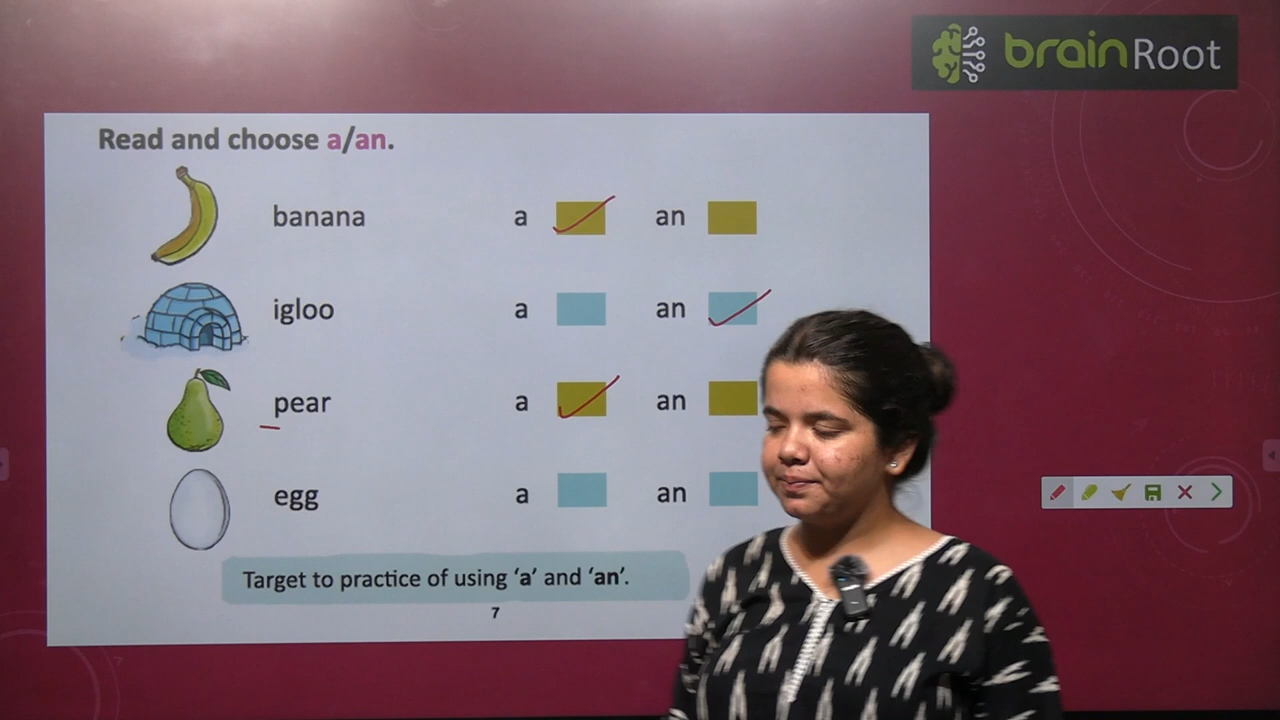 brainRoot
Read and choose a/an.
banana a an
igloo a an
pear a an
egg a an
Target to practice of using ‘a’ and ‘an’.
7